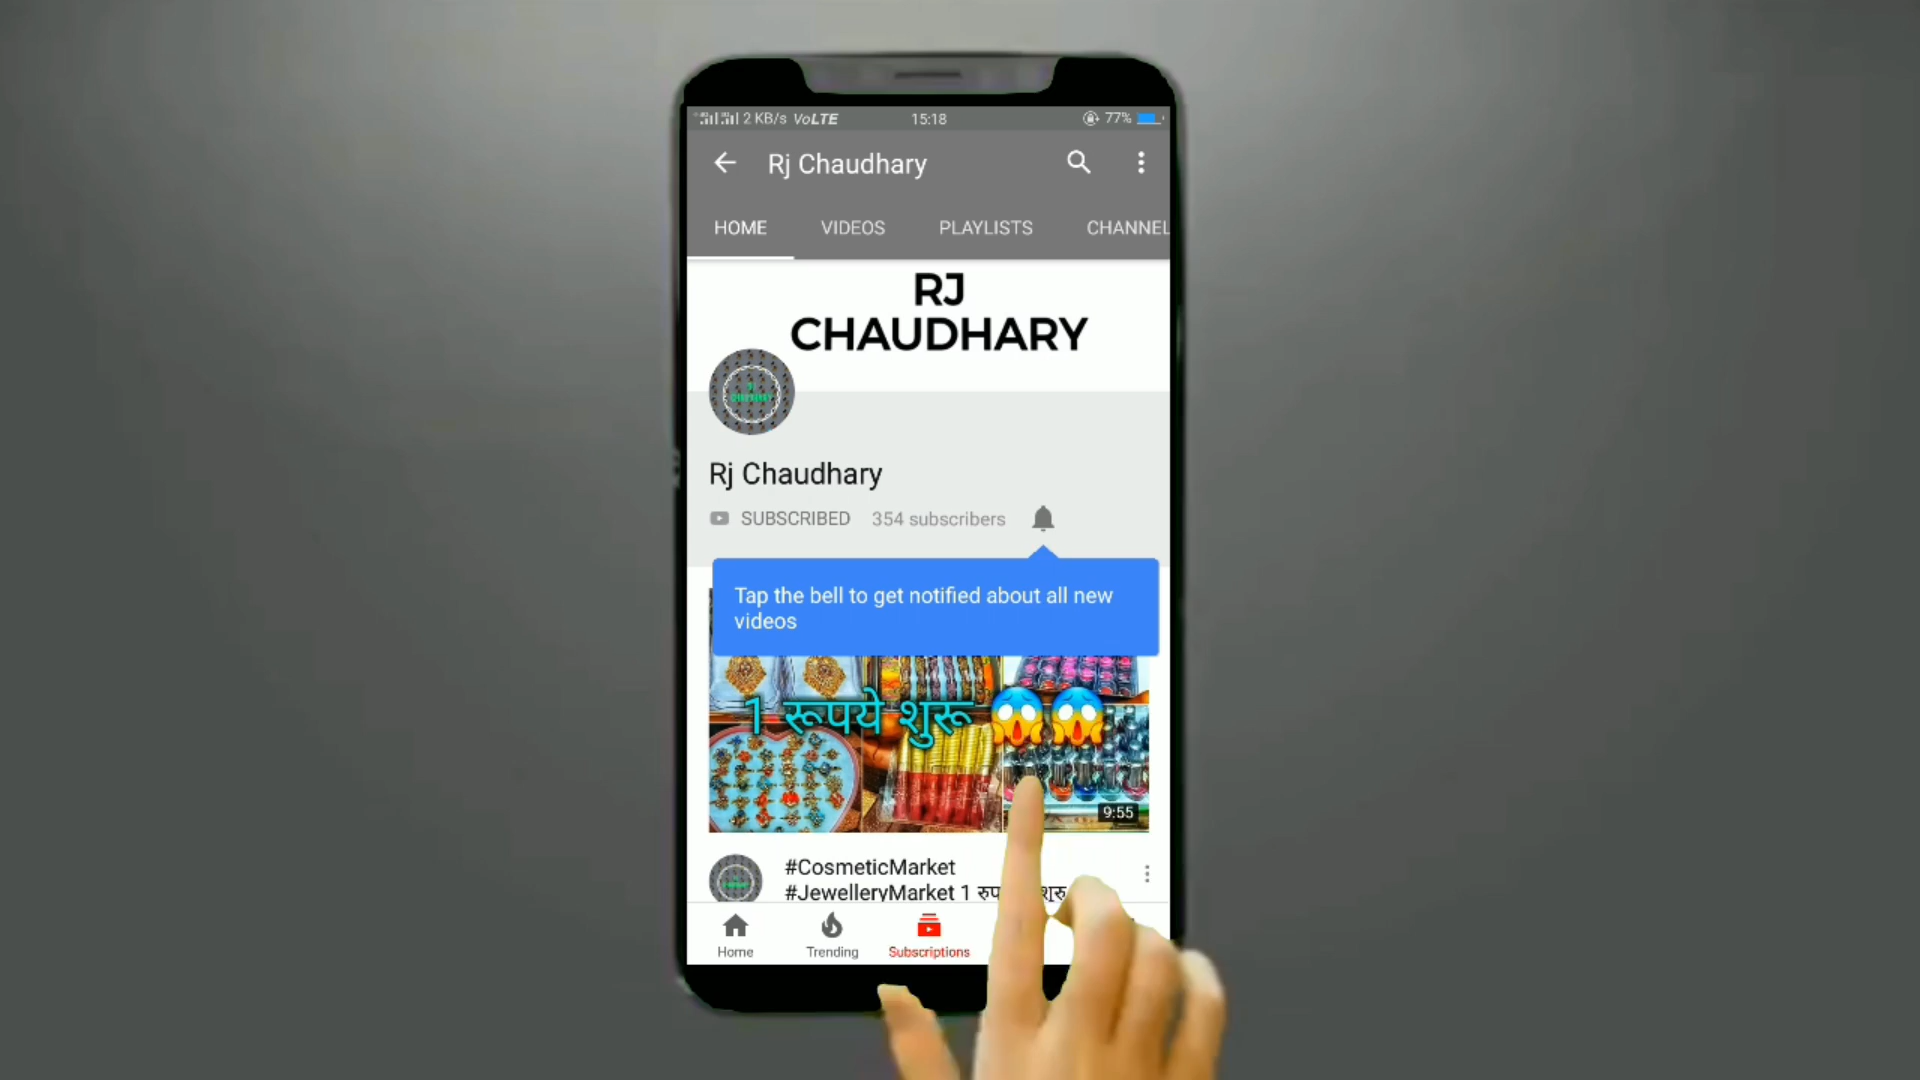 2 KB/s VoLTE 15:18 77%
Rj Chaudhary
HOME VIDEOS PLAYLISTS CHANNEL
RJ
CHAUDHARY
Rj Chaudhary
SUBSCRIBED 354 subscribers
Tap the bell to get notified about all new
videos
1 रूपये शुरू
9:55
#CosmeticMarket
#JewelleryMarket 1
Home Trending Subscriptions